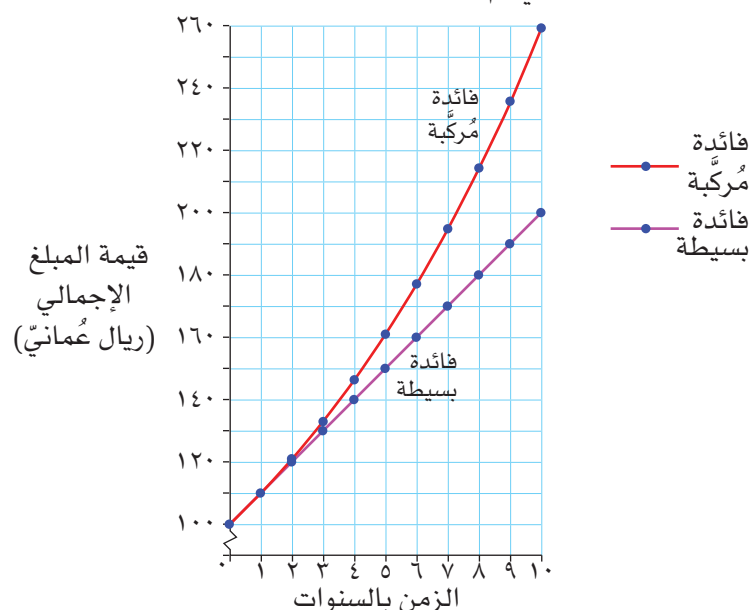 ٢٦٠
٢٤٠
٢٢٠
٢٠٠
١٨٠
١٦٠
١٤٠
١٢٠
١٠٠
قيمة المبلغ
الإجمالي
(ريال عُمانيّ)
فائدة
مُركَّبة
فائدة
بسيطة
فائدة
مُركَّبة
فائدة
بسيطة
٠ ١ ٢ ٣ ٤ ٥ ٦ ٧ ٨ ٩ ١٠
الزمن بالسنوات